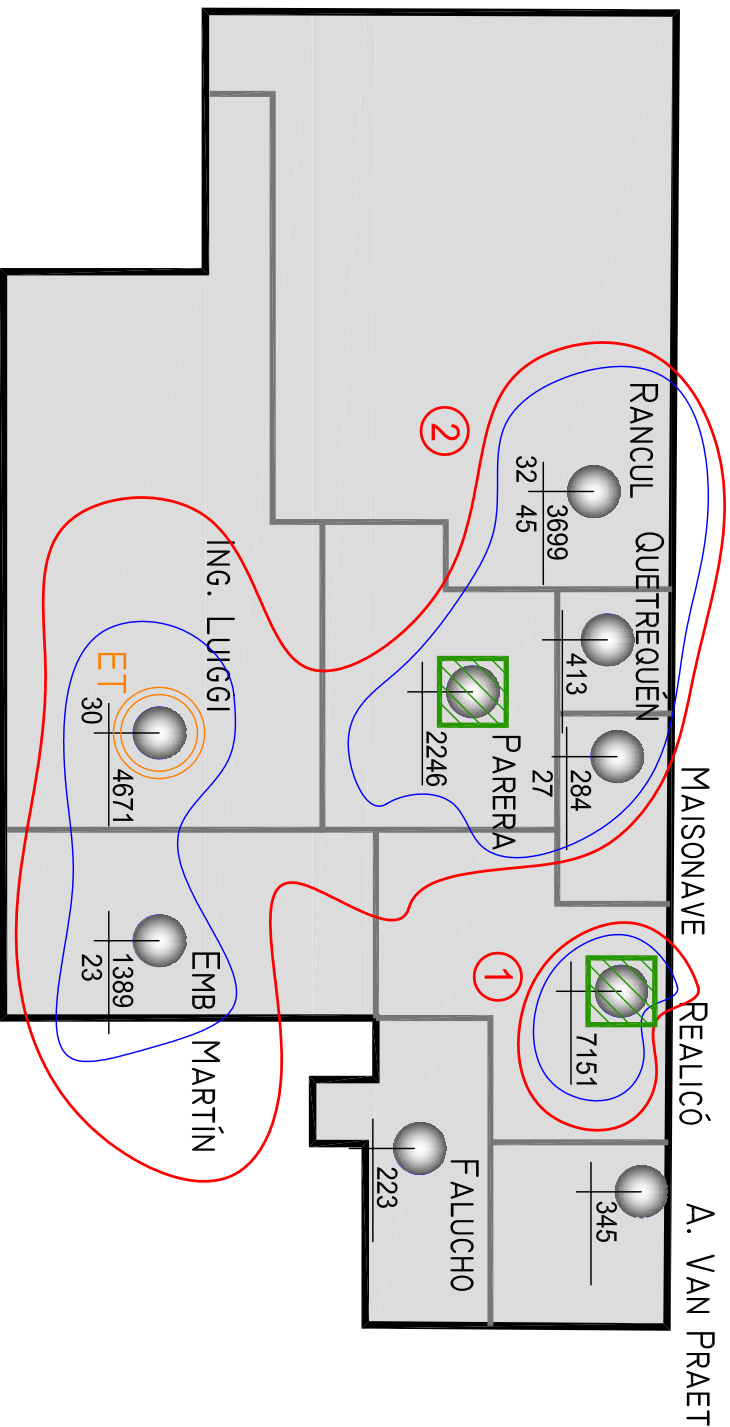 MAISONAVE
REALICÓ
A. VAN PRAET
RANCUL
3699
32
45
QUETREQUÉN
413
284
27
7151
345
1
2
PARERA
2246
FALUCHO
223
ING. LUIGGI
ET
4671
30
EMB MARTÍN
1389
23